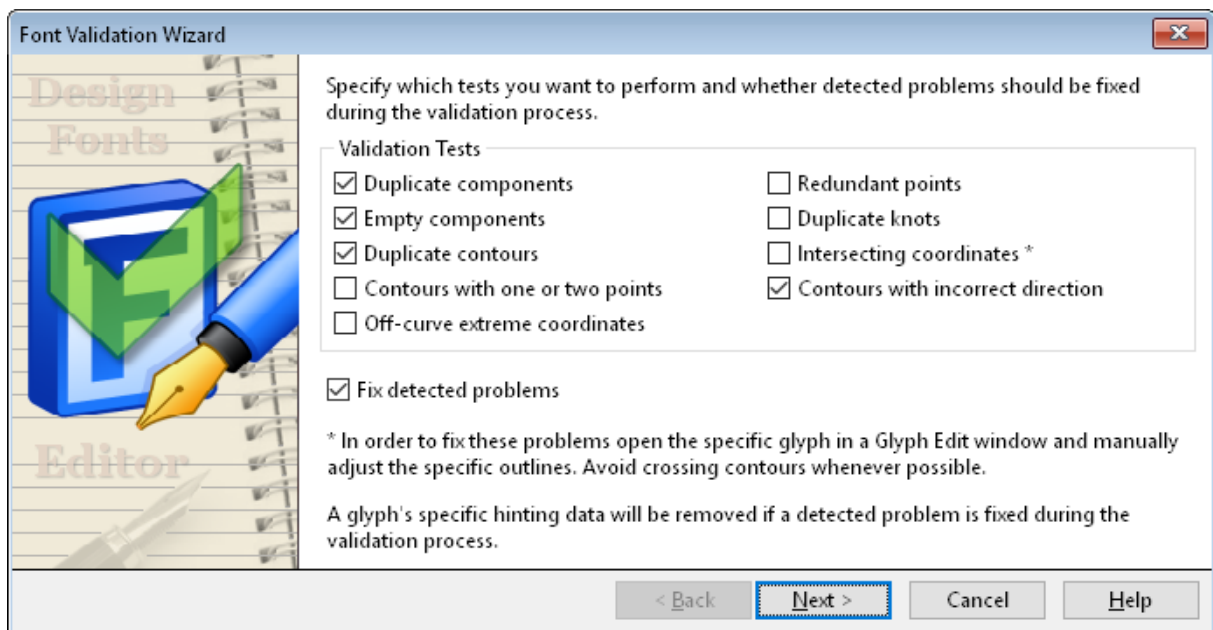 Font Validation Wizard
Design
Fonts
Editor
Specify which tests you want to perform and whether detected problems should be fixed
during the validation process.
Validation Tests
Duplicate components
Empty components
Duplicate contours
Contours with one or two points
Off-curve extreme coordinates
Redundant points
Duplicate knots
Intersecting coordinates *
Contours with incorrect direction
Fix detected problems
* In order to fix these problems open the specific glyph in a Glyph Edit window and manually
adjust the specific outlines. Avoid crossing contours whenever possible.
A glyph's specific hinting data will be removed if a detected problem is fixed during the
validation process.
< Back
Next >
Cancel
Help